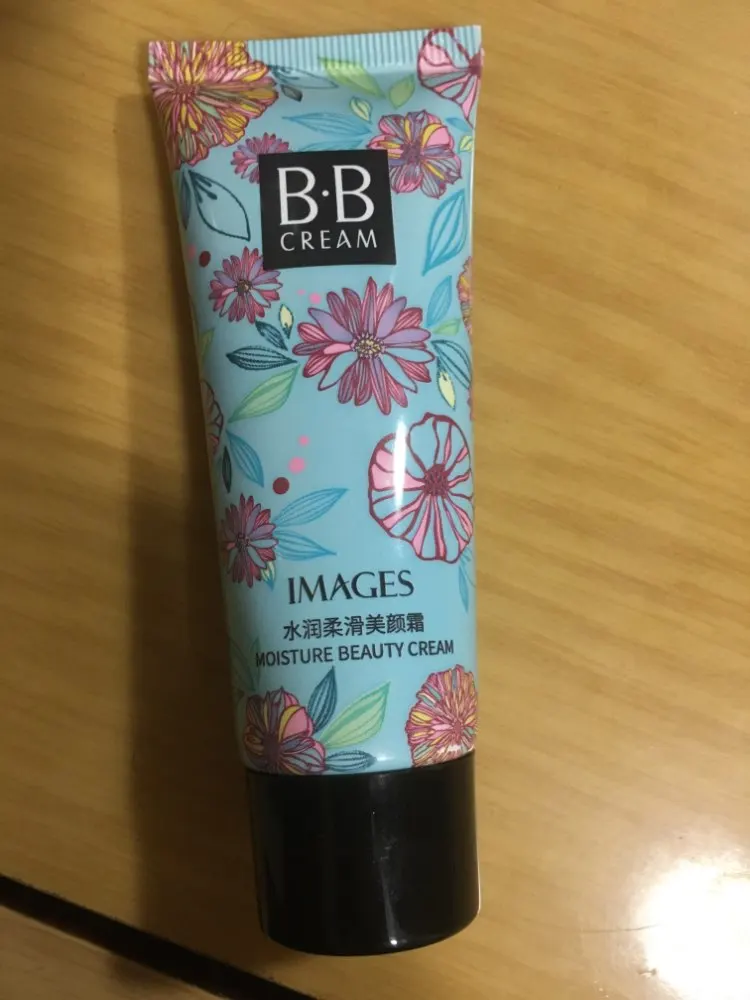 B·B
CREAM
IMAGES
水润柔滑美颜霜
MOISTURE BEAUTY CREAM